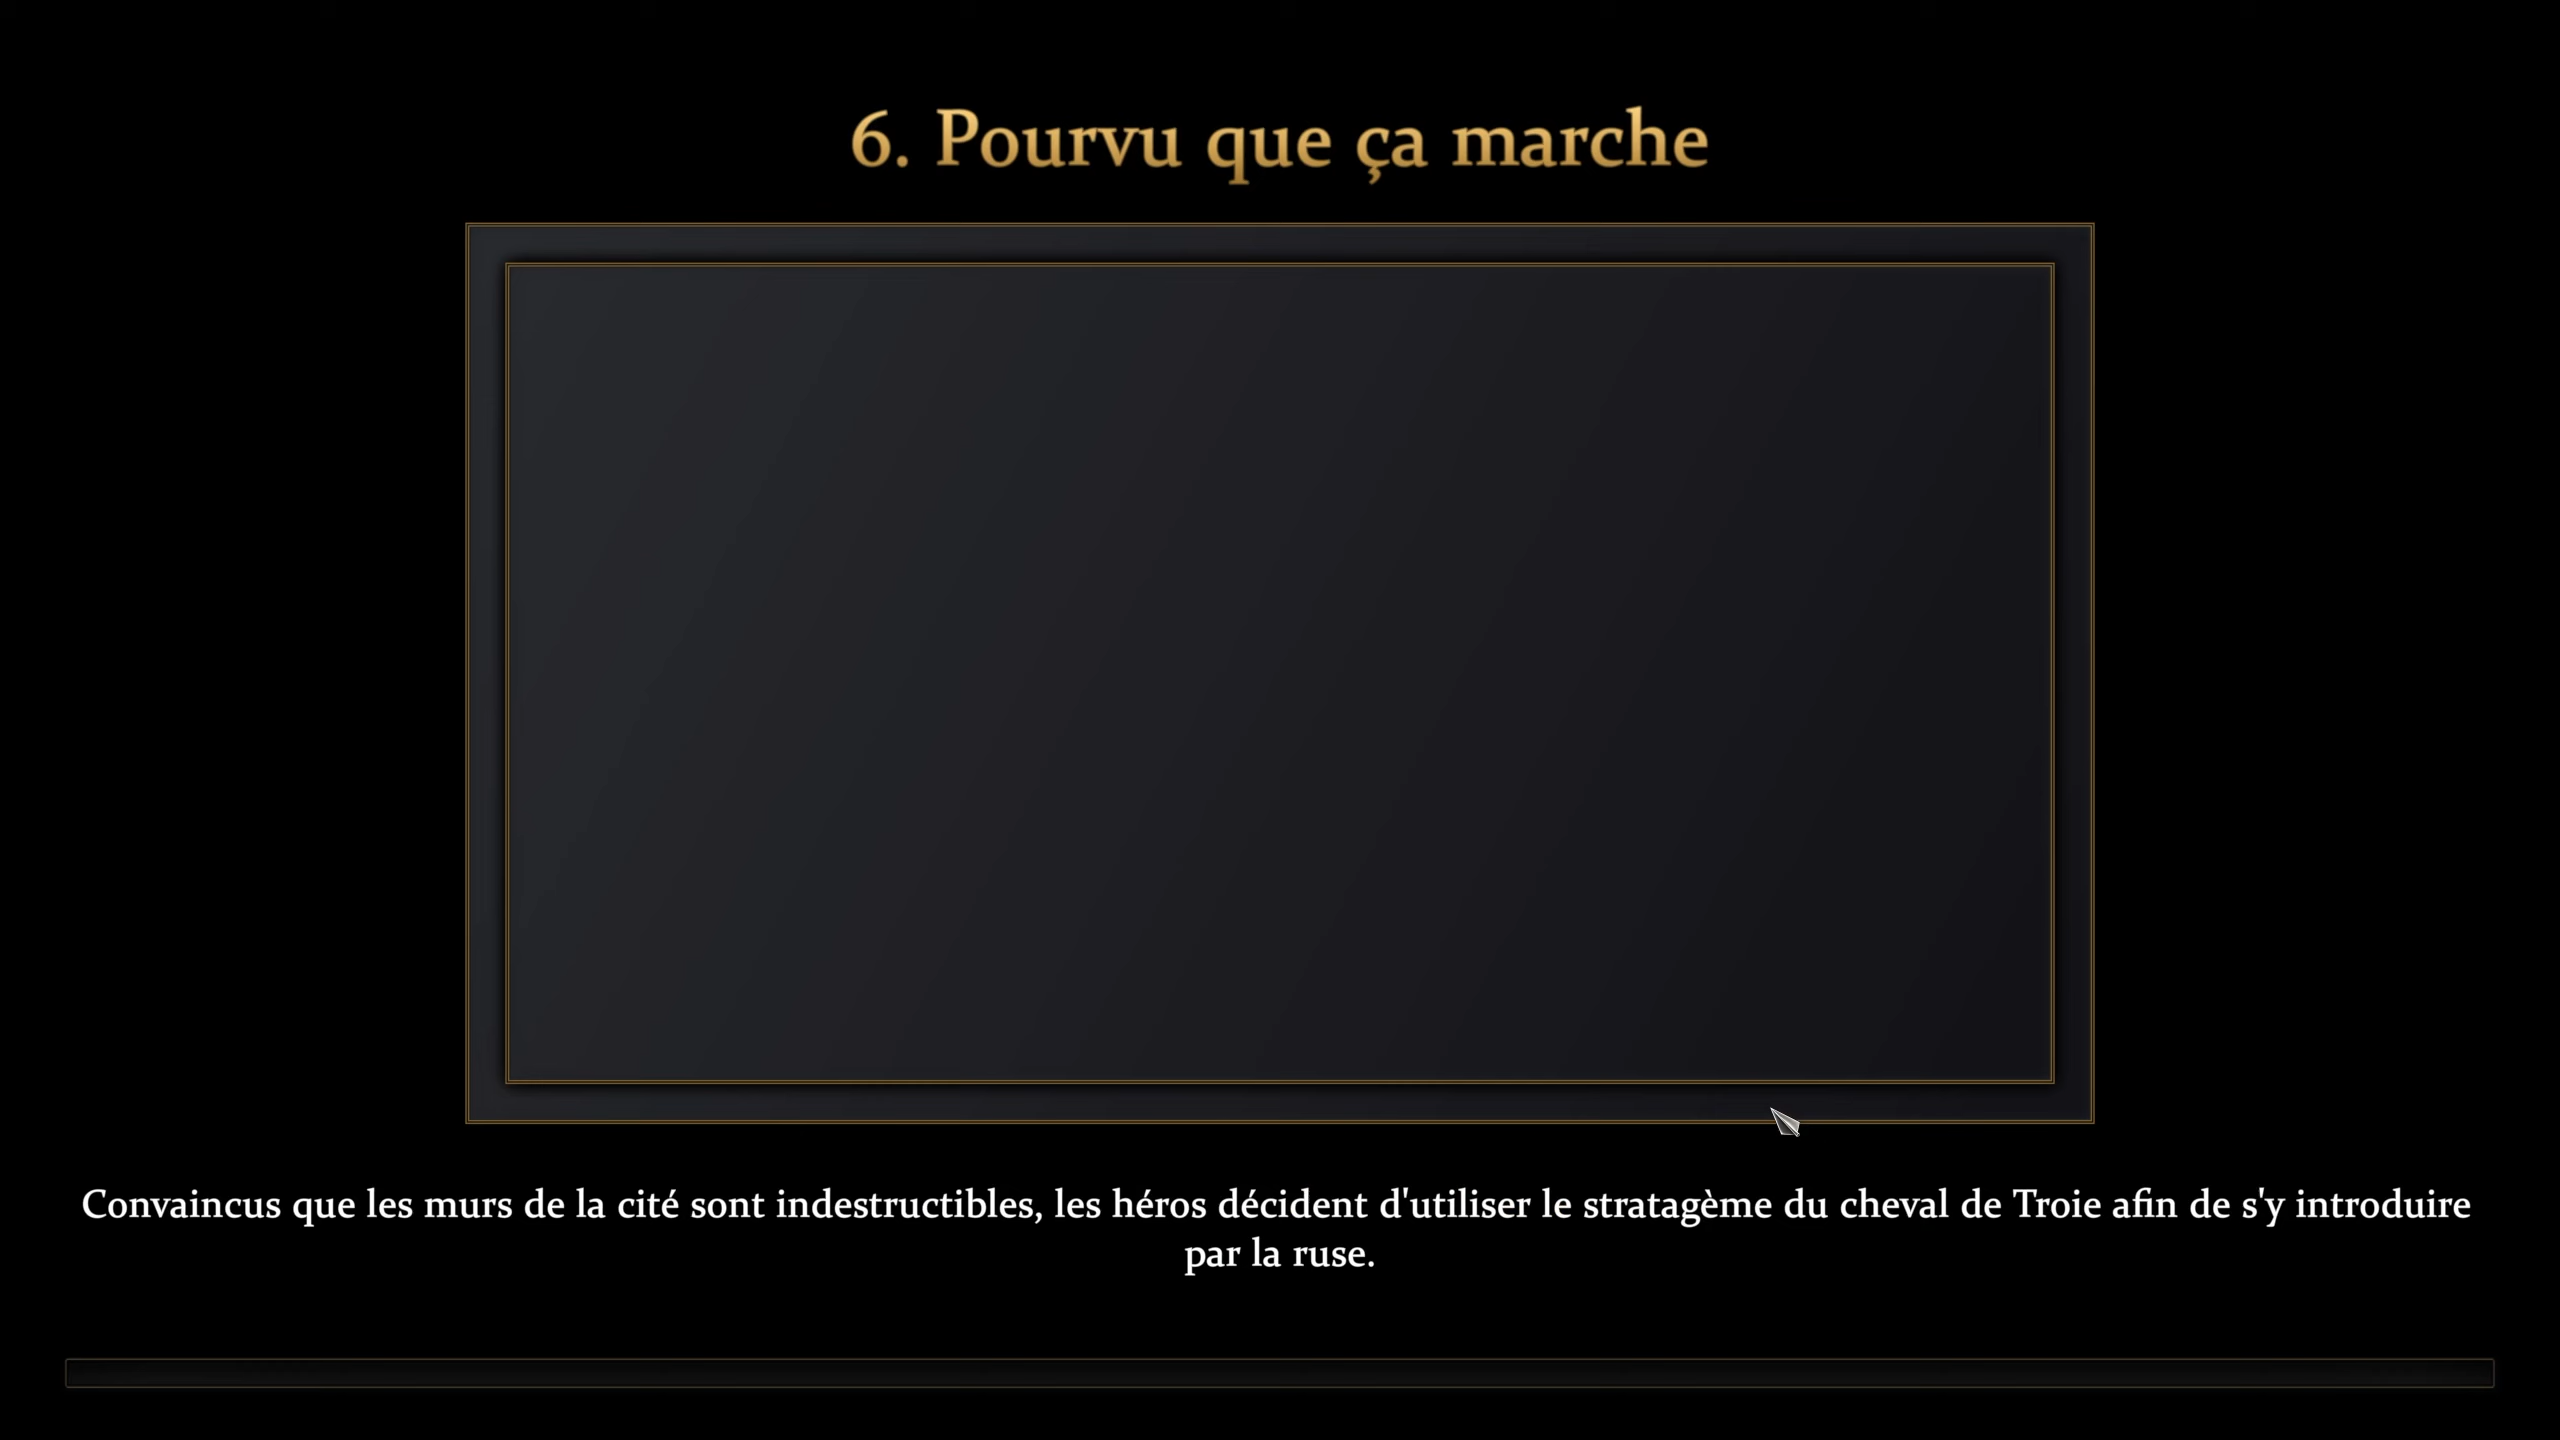 6. Pourvu que ça marche
Convaincus que les murs de la cité sont indestructibles, les héros décident d'utiliser le stratagème du cheval de Troie afin de s'y introduire
par la ruse.